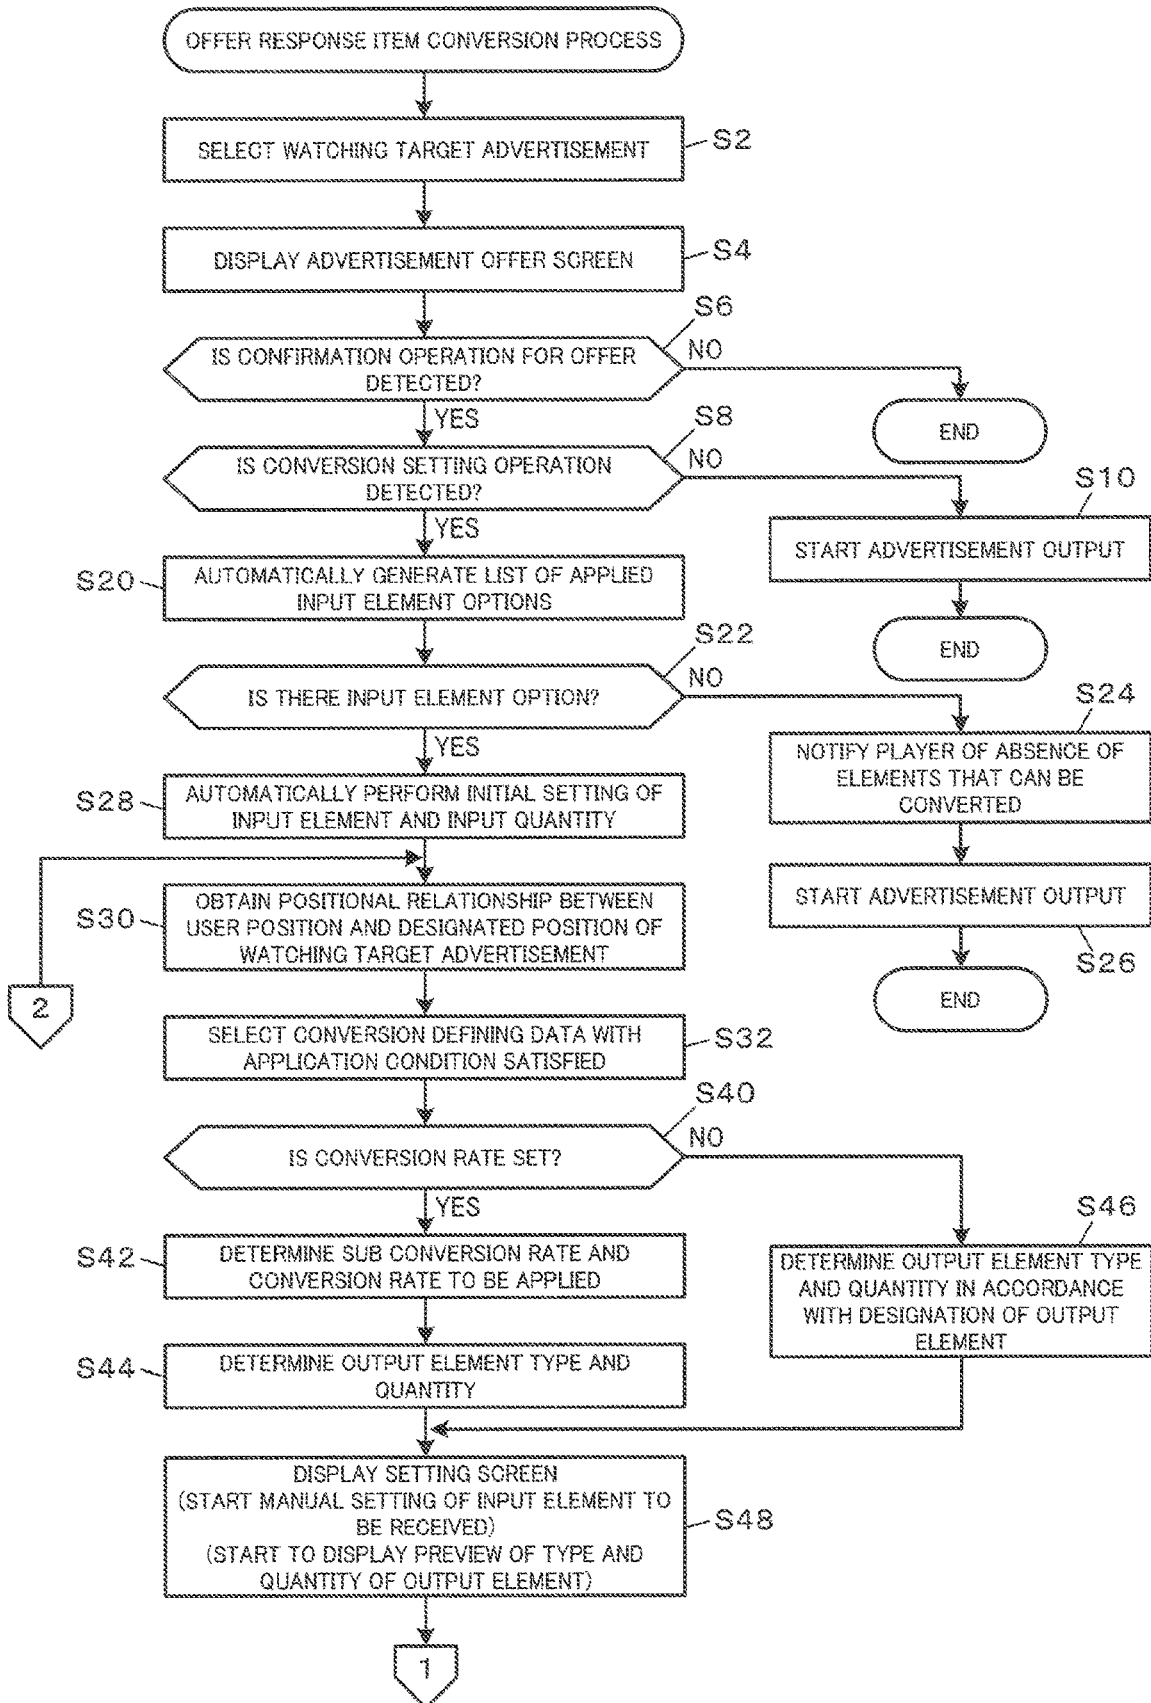 OFFER RESPONSE ITEM CONVERSION PROCESS
SELECT WATCHING TARGET ADVERTISEMENT
S2
DISPLAY ADVERTISEMENT OFFER SCREEN
S4
S6
IS CONFIRMATION OPERATION FOR OFFER
DETECTED?
NO
YES
END
S8
IS CONVERSION SETTING OPERATION
DETECTED?
NO
YES
S10
START ADVERTISEMENT OUTPUT
END
S20
AUTOMATICALLY GENERATE LIST OF APPLIED
INPUT ELEMENT OPTIONS
S22
IS THERE INPUT ELEMENT OPTION?
NO
YES
S24
NOTIFY PLAYER OF ABSENCE OF
ELEMENTS THAT CAN BE
CONVERTED
START ADVERTISEMENT OUTPUT
S26
END
S28
AUTOMATICALLY PERFORM INITIAL SETTING OF
INPUT ELEMENT AND INPUT QUANTITY
2
S30
OBTAIN POSITIONAL RELATIONSHIP BETWEEN
USER POSITION AND DESIGNATED POSITION OF
WATCHING TARGET ADVERTISEMENT
SELECT CONVERSION DEFINING DATA WITH
APPLICATION CONDITION SATISFIED
S32
S40
IS CONVERSION RATE SET?
NO
YES
S42
DETERMINE SUB CONVERSION RATE AND
CONVERSION RATE TO BE APPLIED
S46
DETERMINE OUTPUT ELEMENT TYPE
AND QUANTITY IN ACCORDANCE
WITH DESIGNATION OF OUTPUT
ELEMENT
S44
DETERMINE OUTPUT ELEMENT TYPE AND
QUANTITY
DISPLAY SETTING SCREEN
(START MANUAL SETTING OF INPUT ELEMENT TO
BE RECEIVED)
(START TO DISPLAY PREVIEW OF TYPE AND
QUANTITY OF OUTPUT ELEMENT)
S48
1